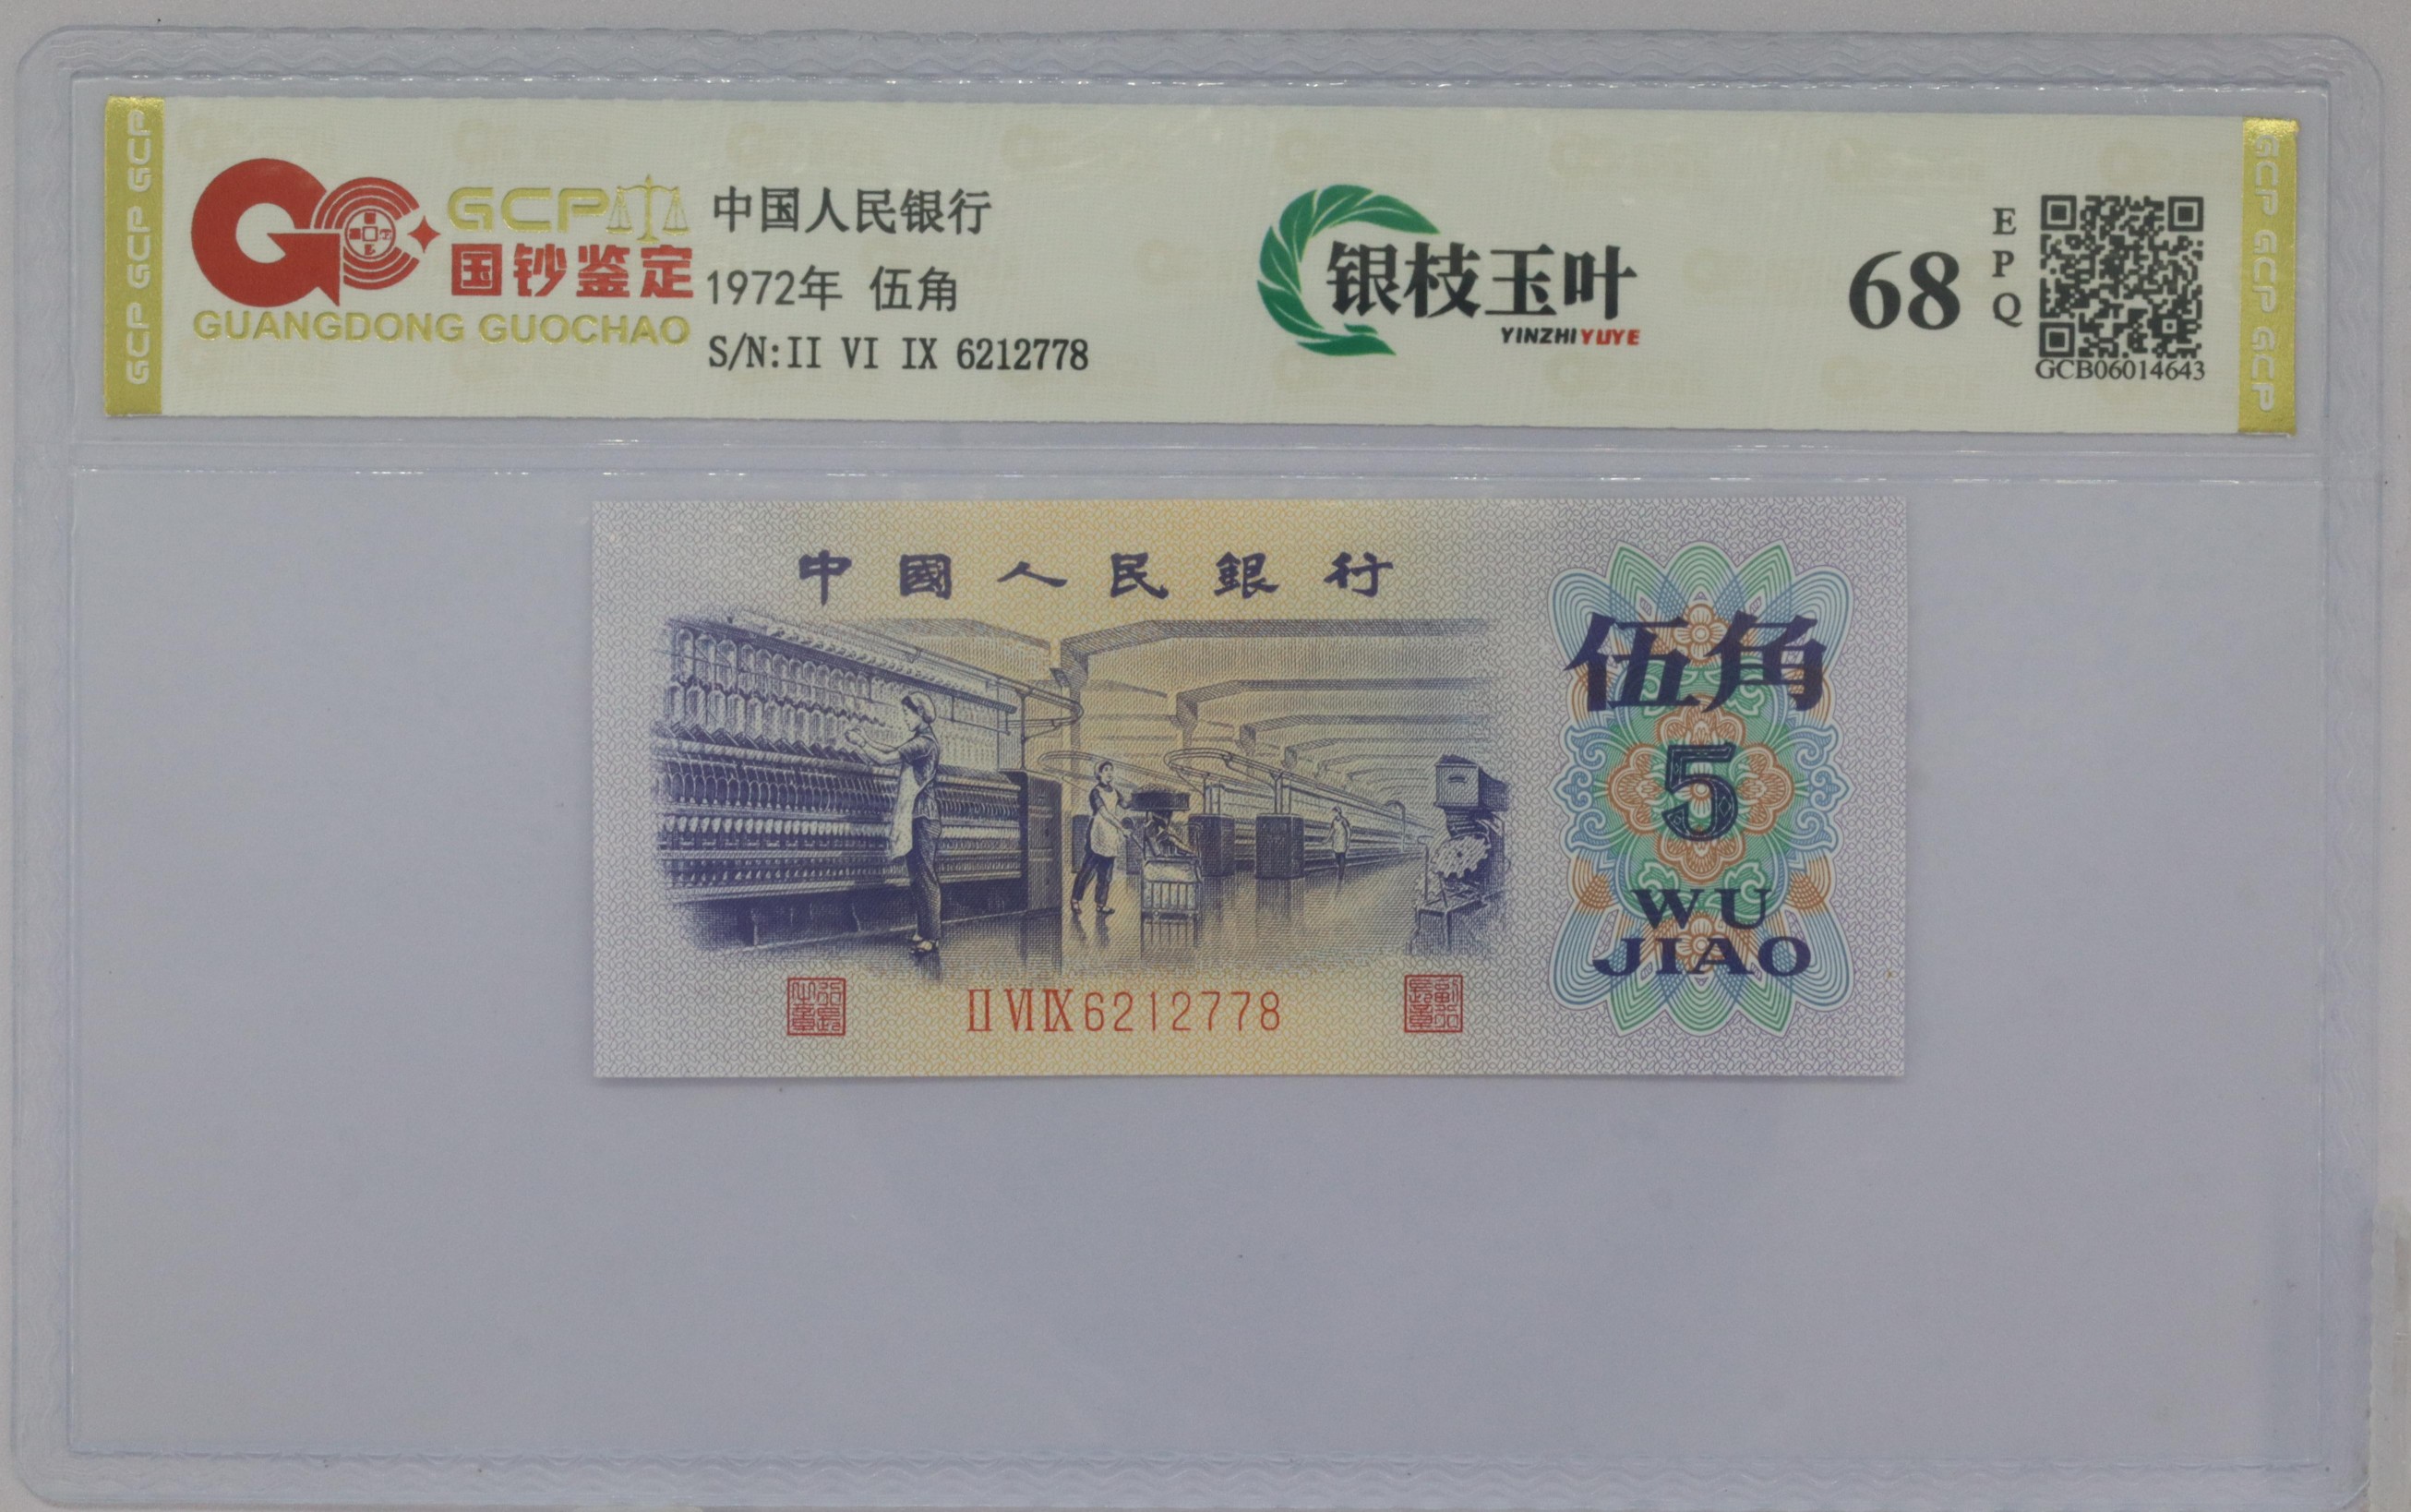 GCP GCP GCP
GCP
国钞鉴定
GUANGDONG GUOCHAO
中国人民银行
1972年 伍角
S/N:II VI IX 6212778
银枝玉叶
YINZHIYUYE
68
EPQ
GCB06014643
GCP GCP GCP
中國人民銀行
伍角
5
WU
JIAO
II VI IX 6212778